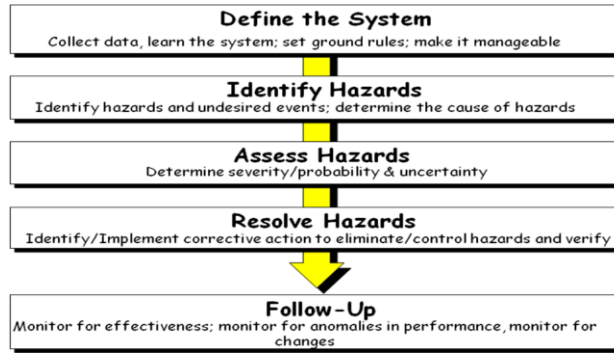 Define the System
Collect data, learn the system; set ground rules; make it manageable
Identify Hazards
Identify hazards and undesired events; determine the cause of hazards
Assess Hazards
Determine severity/probability & uncertainty
Resolve Hazards
Identify/Implement corrective action to eliminate/control hazards and verify
Follow-Up
Monitor for effectiveness; monitor for anomalies in performance, monitor for
changes